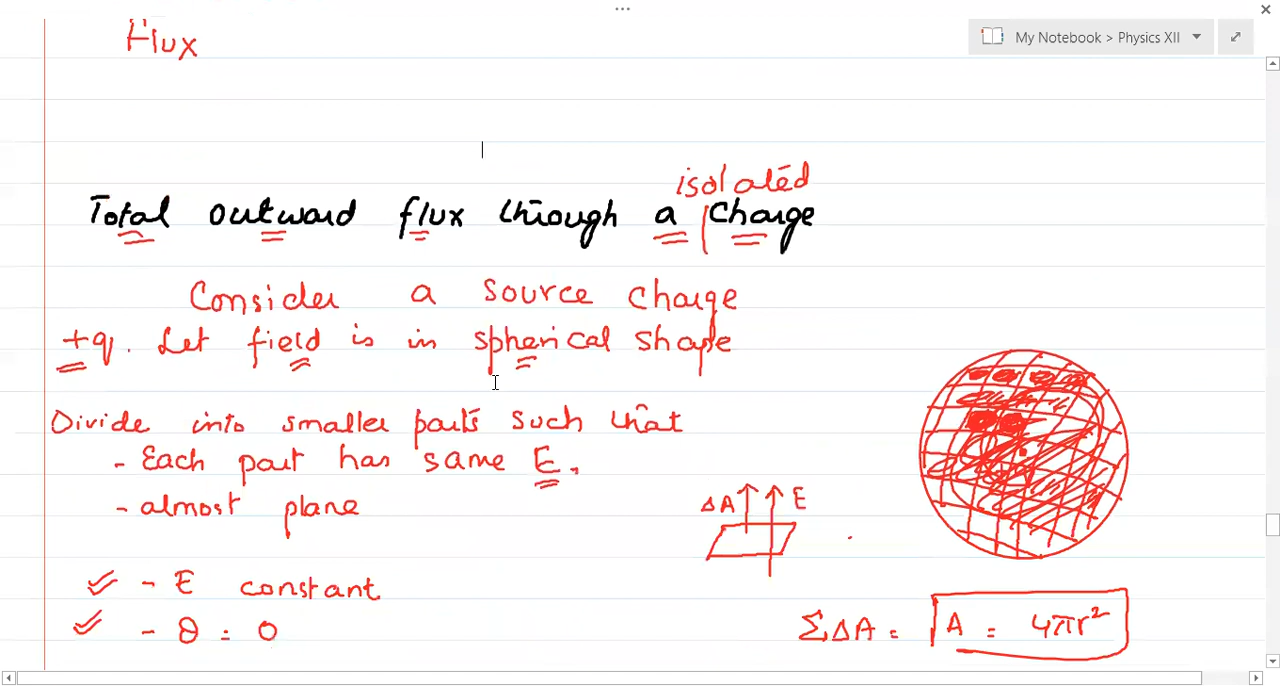 My Notebook > Physics XII
Flux
isolated
Total outward flux through a charge
Consider a source charge
+q. Let field is in spherical shape
Divide into smaller parts such that
- Each part has same E.
- almost plane
ΔA E
- E constant
- θ = 0
ΣΔA = A = 4πr²